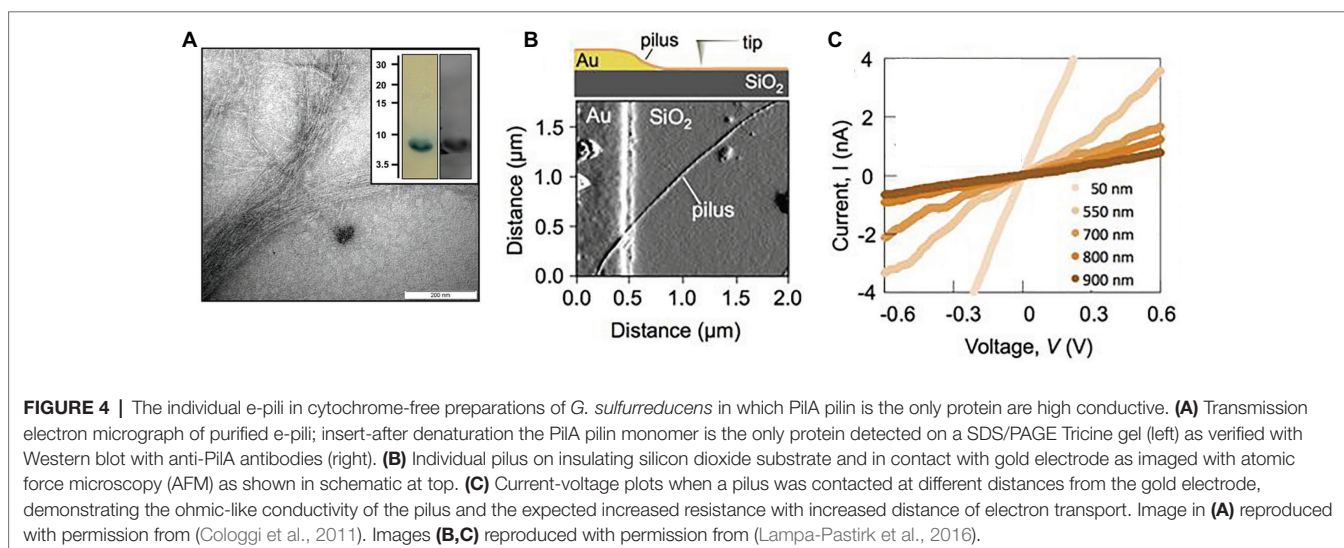 A
30
20
15
10
3.5
200 nm
B
pilus
tip
Au
SiO₂
Au
SiO₂
pilus
Distance (µm)
1.5
1.0
0.5
0.0
0.0 0.5 1.0 1.5 2.0
Distance (µm)
C
Current, I (nA)
4
2
0
-2
-4
50 nm
550 nm
700 nm
800 nm
900 nm
-0.6 -0.3 0 0.3 0.6
Voltage, V (V)
FIGURE 4 | The individual e-pili in cytochrome-free preparations of G. sulfurreducens in which PilA pilin is the only protein are high conductive. (A) Transmission
electron micrograph of purified e-pili; insert-after denaturation the PilA pilin monomer is the only protein detected on a SDS/PAGE Tricine gel (left) as verified with
Western blot with anti-PilA antibodies (right). (B) Individual pilus on insulating silicon dioxide substrate and in contact with gold electrode as imaged with atomic
force microscopy (AFM) as shown in schematic at top. (C) Current-voltage plots when a pilus was contacted at different distances from the gold electrode,
demonstrating the ohmic-like conductivity of the pilus and the expected increased resistance with increased distance of electron transport. Image in (A) reproduced
with permission from (Cologgi et al., 2011). Images (B,C) reproduced with permission from (Lampa-Pastirk et al., 2016).